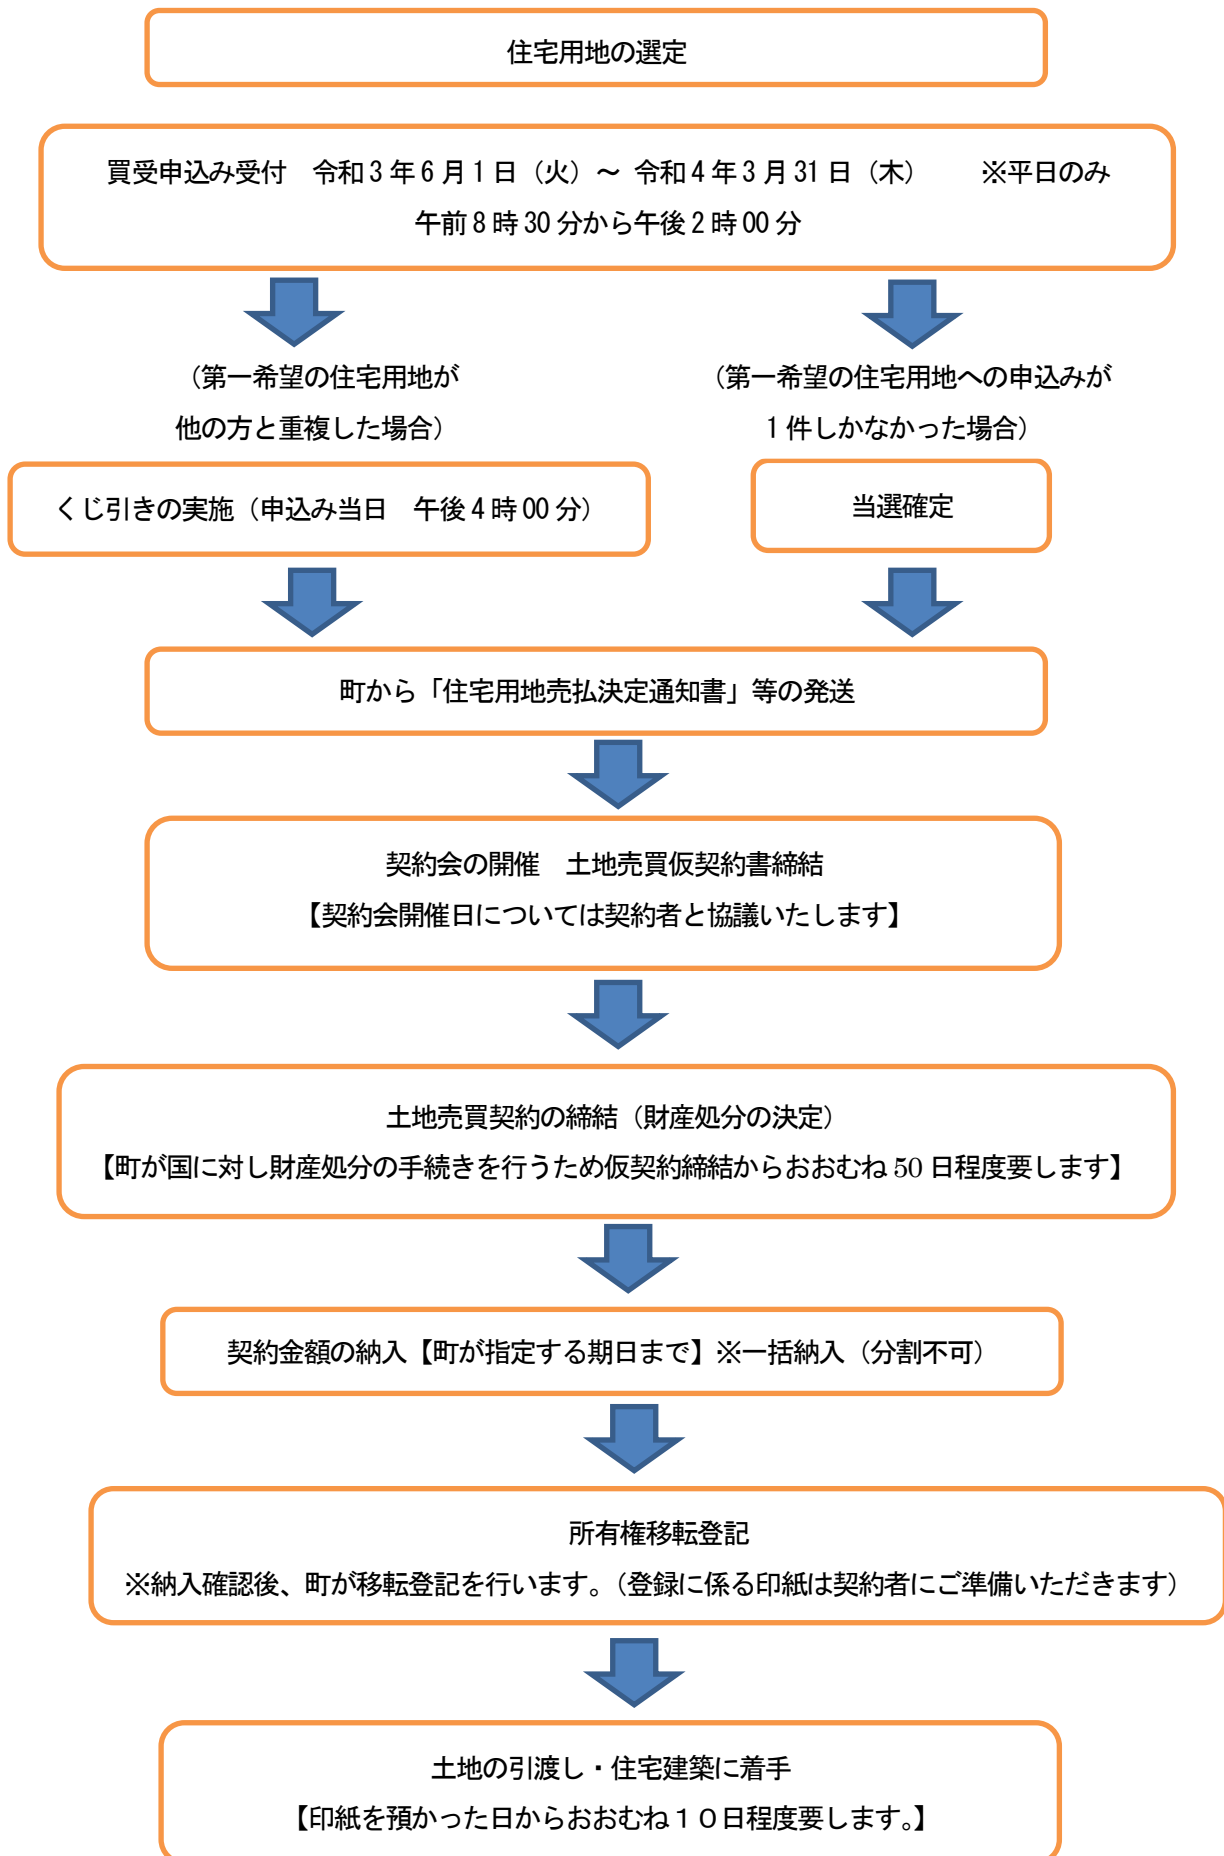 住宅用地の選定
買受申込み受付　令和3年6月1日（火）～ 令和4年3月31日（木）　　※平日のみ
午前8時30分から午後2時00分
（第一希望の住宅用地が
他の方と重複した場合）
（第一希望の住宅用地への申込みが
1件しかなかった場合）
くじ引きの実施（申込み当日　午後4時00分）
当選確定
町から「住宅用地売払決定通知書」等の発送
契約会の開催　土地売買仮契約書締結
【契約会開催日については契約者と協議いたします】
土地売買契約の締結（財産処分の決定）
【町が国に対し財産処分の手続きを行うため仮契約締結からおおむね50日程度要します】
契約金額の納入【町が指定する期日まで】※一括納入（分割不可）
所有権移転登記
※納入確認後、町が移転登記を行います。（登録に係る印紙は契約者にご準備いただきます）
土地の引渡し・住宅建築に着手
【印紙を預かった日からおおむね１０日程度要します。】